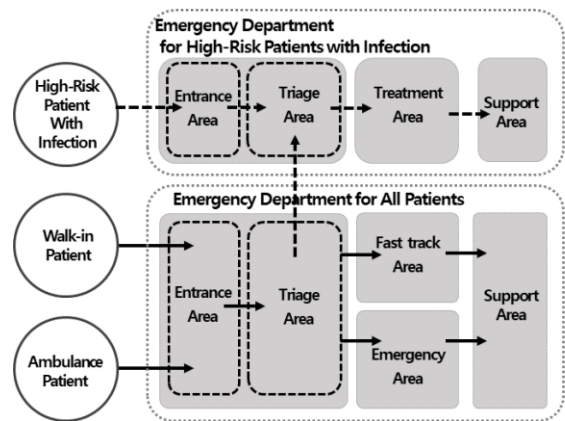 Emergency Department
for High-Risk Patients with Infection
High-Risk
Patient
With
Infection
Entrance
Area
Triage
Area
Treatment
Area
Support
Area
Emergency Department for All Patients
Walk-in
Patient
Ambulance
Patient
Entrance
Area
Triage
Area
Fast track
Area
Emergency
Area
Support
Area